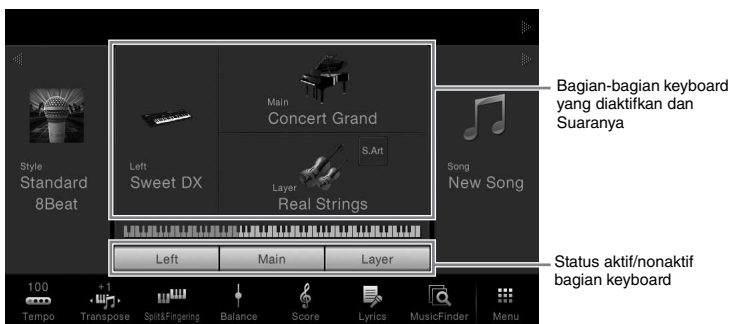 Main
Concert Grand
S.Art
Style
Standard
8Beat
Left
Sweet DX
Layer
Real Strings
Song
New Song
Left
Main
Layer
100
Tempo
+1
Transpose
Split&Fingering
Balance
Score
Lyrics
MusicFinder
Menu
Bagian-bagian keyboard
yang diaktifkan dan
Suaranya
Status aktif/nonaktif
bagian keyboard